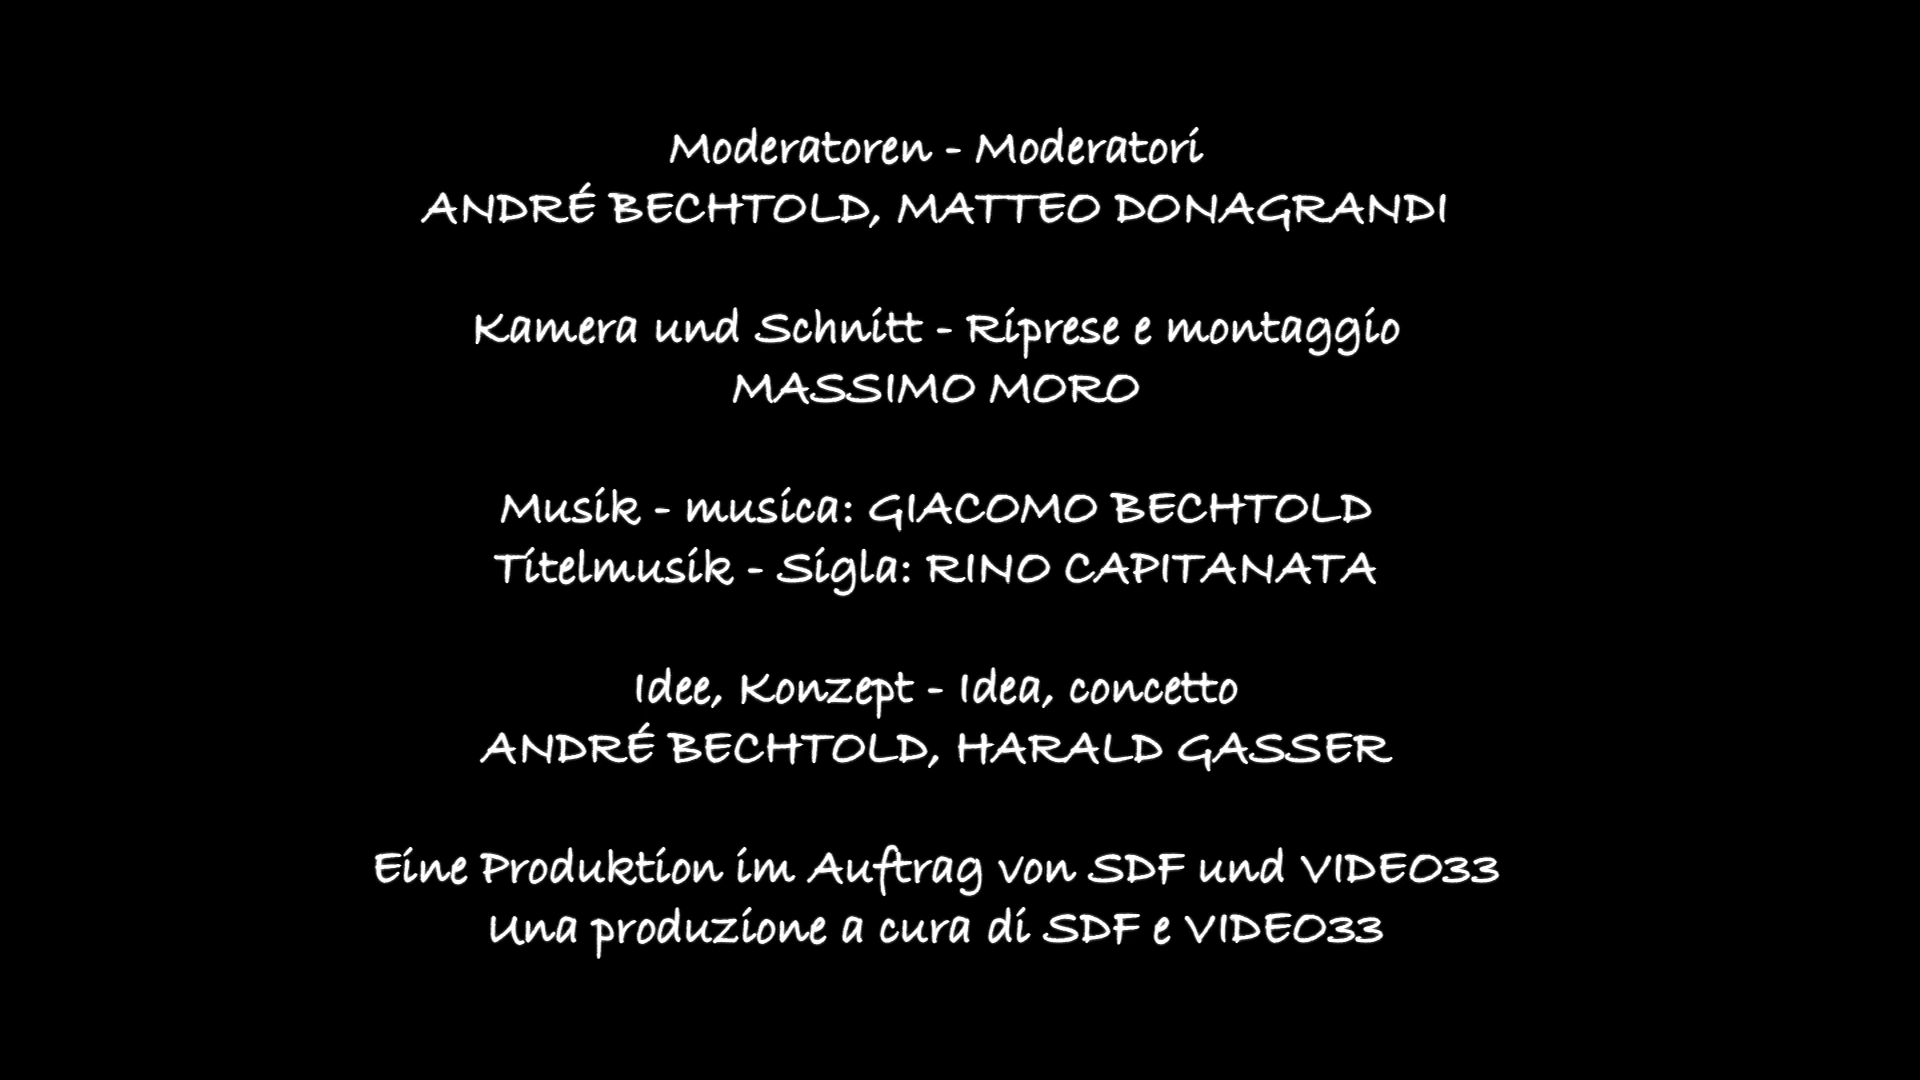 Moderatoren - Moderatori
ANDRÉ BECHTOLD, MATTEO DONAGRANDI
Kamera und Schnitt - Riprese e montaggio
MASSIMO MORO
Musik - musica: GIACOMO BECHTOLD
Titelmusik - Sigla: RINO CAPITANATA
Idee, Konzept - Idea, concetto
ANDRÉ BECHTOLD, HARALD GASSER
Eine Produktion im Auftrag von SDF und VIDEO33
Una produzione a cura di SDF e VIDEO33